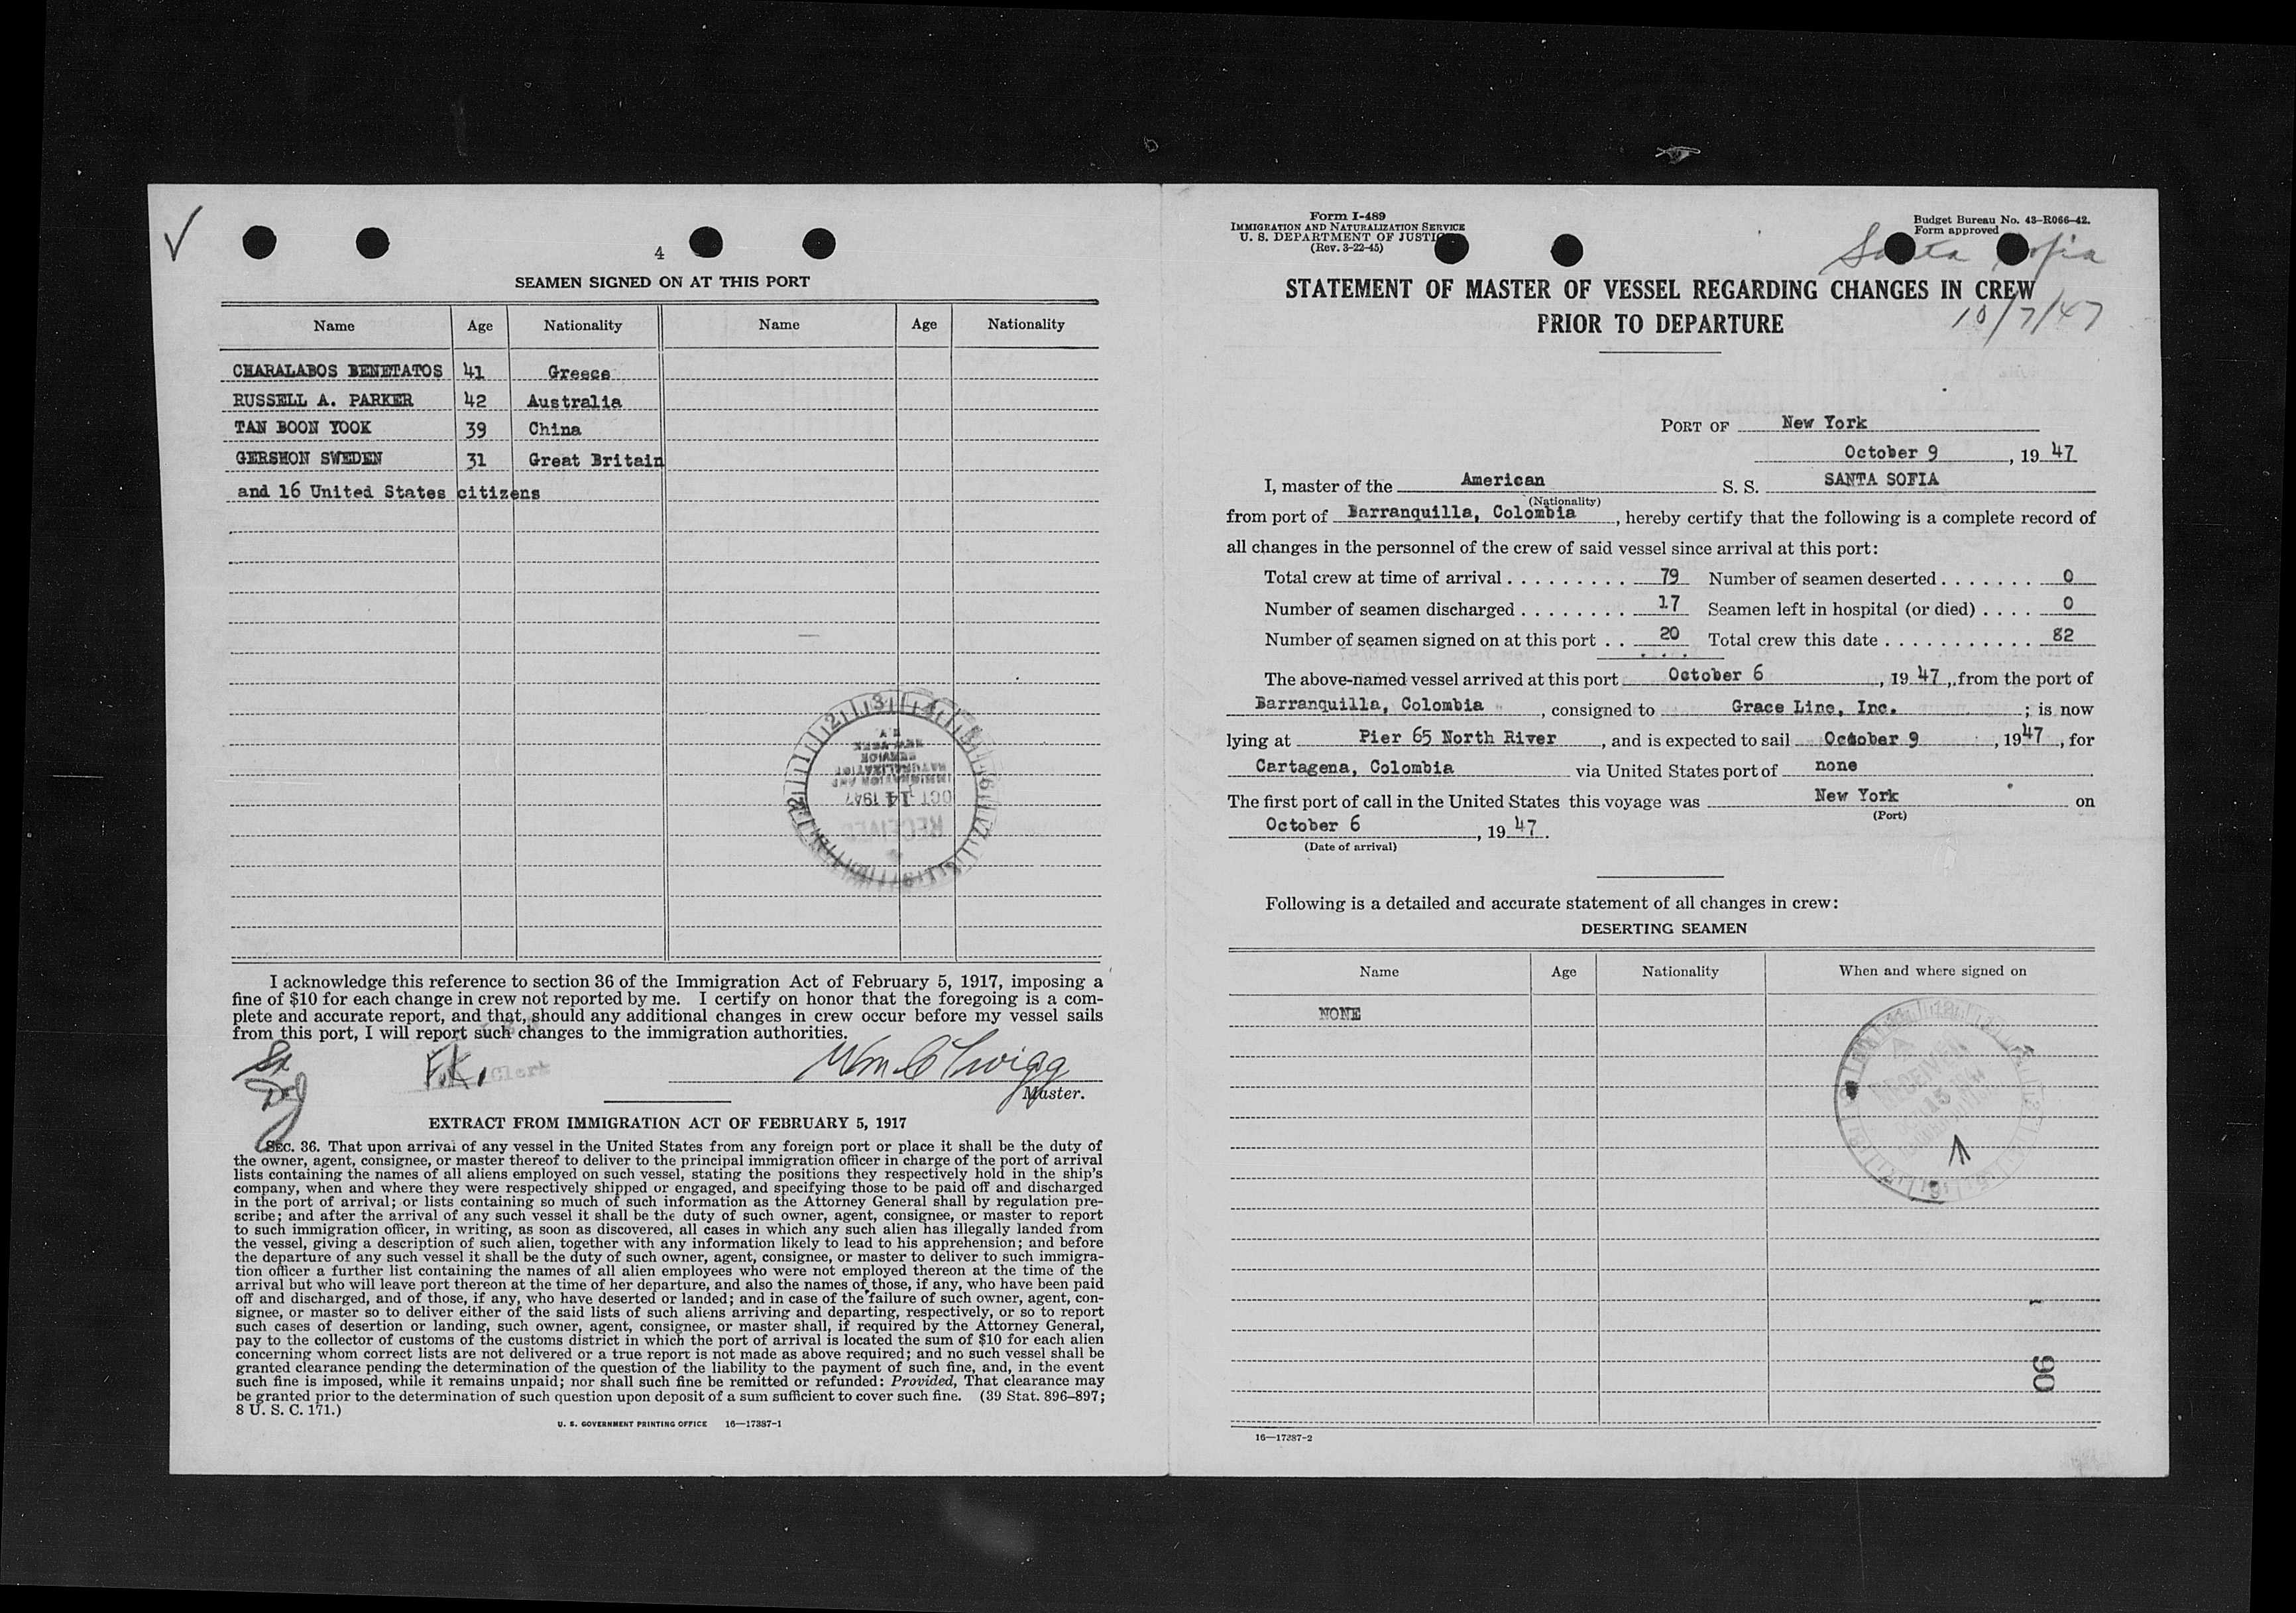 4
SEAMEN SIGNED ON AT THIS PORT
Name Age Nationality Name Age Nationality
CHARALABOS BENETATOS 41 Greece
RUSSELL A. PARKER 42 Australia
TAN BOON YOOK 39 China
GERSHON SWEDEN 31 Great Britain
and 16 United States citizens
RECEIVED
OCT 14 1947
IMMIGRATION AND
NATURALIZATION
SERVICE
NEW YORK
N.Y.
I acknowledge this reference to section 36 of the Immigration Act of February 5, 1917, imposing a
fine of $10 for each change in crew not reported by me. I certify on honor that the foregoing is a com-
plete and accurate report, and that, should any additional changes in crew occur before my vessel sails
from this port, I will report such changes to the immigration authorities.
F.K. Clerk Wm C Twigg
Master.
EXTRACT FROM IMMIGRATION ACT OF FEBRUARY 5, 1917
SEC. 36. That upon arrival of any vessel in the United States from any foreign port or place it shall be the duty of
the owner, agent, consignee, or master thereof to deliver to the principal immigration officer in charge of the port of arrival
lists containing the names of all aliens employed on such vessel, stating the positions they respectively hold in the ship's
company, when and where they were respectively shipped or engaged, and specifying those to be paid off and discharged
in the port of arrival; or lists containing so much of such information as the Attorney General shall by regulation pre-
scribe; and after the arrival of any such vessel it shall be the duty of such owner, agent, consignee, or master to report
to such immigration officer, in writing, as soon as discovered, all cases in which any such alien has illegally landed from
the vessel, giving a description of such alien, together with any information likely to lead to his apprehension; and before
the departure of any such vessel it shall be the duty of such owner, agent, consignee, or master to deliver to such immigra-
tion officer a further list containing the names of all alien employees who were not employed thereon at the time of the
arrival but who will leave port thereon at the time of her departure, and also the names of those, if any, who have been paid
off and discharged, and of those, if any, who have deserted or landed; and in case of the failure of such owner, agent, con-
signee, or master so to deliver either of the said lists of such aliens arriving and departing, respectively, or so to report
such cases of desertion or landing, such owner, agent, consignee, or master shall, if required by the Attorney General,
pay to the collector of customs of the customs district in which the port of arrival is located the sum of $10 for each alien
concerning whom correct lists are not delivered or a true report is not made as above required; and no such vessel shall be
granted clearance pending the determination of the question of the liability to the payment of such fine, and, in the event
such fine is imposed, while it remains unpaid; nor shall such fine be remitted or refunded: Provided, That clearance may
be granted prior to the determination of such question upon deposit of a sum sufficient to cover such fine. (39 Stat. 896–897;
8 U. S. C. 171.)
U. S. GOVERNMENT PRINTING OFFICE 16—17387-1
Form I-489
IMMIGRATION AND NATURALIZATION SERVICE
U. S. DEPARTMENT OF JUSTICE
(Rev. 3-22-45)
Budget Bureau No. 43-R066-42.
Form approved
Santa Sofia
10/7/47
STATEMENT OF MASTER OF VESSEL REGARDING CHANGES IN CREW
PRIOR TO DEPARTURE
PORT OF New York
October 9, 19 47
I, master of the American S. S. SANTA SOFIA
(Nationality)
from port of Barranquilla, Colombia, hereby certify that the following is a complete record of
all changes in the personnel of the crew of said vessel since arrival at this port:
Total crew at time of arrival . . . . . . . . . 79 Number of seamen deserted . . . . . . . 0
Number of seamen discharged . . . . . . . . 17 Seamen left in hospital (or died) . . . . 0
Number of seamen signed on at this port . . 20 Total crew this date . . . . . . . . . . . . 82
The above-named vessel arrived at this port October 6, 19 47, from the port of
Barranquilla, Colombia, consigned to Grace Line, Inc.; is now
lying at Pier 65 North River, and is expected to sail October 9, 1947, for
Cartagena, Colombia via United States port of none
The first port of call in the United States this voyage was New York on
(Port)
October 6, 19 47.
(Date of arrival)
Following is a detailed and accurate statement of all changes in crew:
DESERTING SEAMEN
Name Age Nationality When and where signed on
NONE
RECEIVED
90
16—17387-2